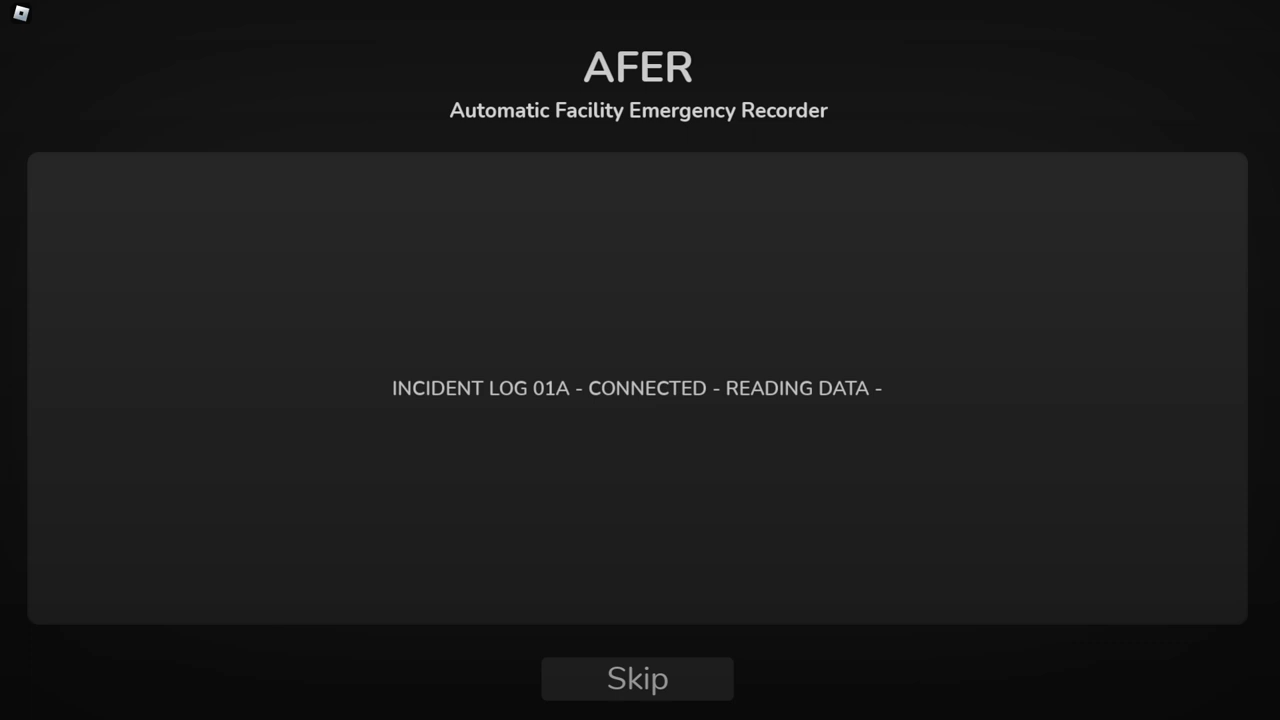 AFER
Automatic Facility Emergency Recorder
INCIDENT LOG 01A - CONNECTED - READING DATA -
Skip